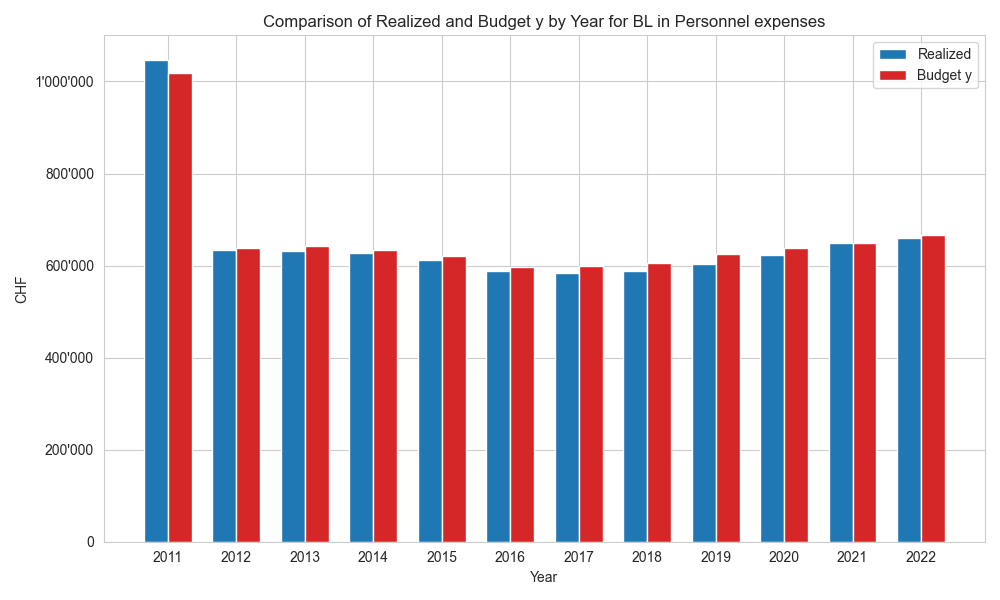 Comparison of Realized and Budget y by Year for BL in Personnel expenses
Realized
Budget y
1'000'000
800'000
600'000
400'000
200'000
0
CHF
2011 2012 2013 2014 2015 2016 2017 2018 2019 2020 2021 2022
Year